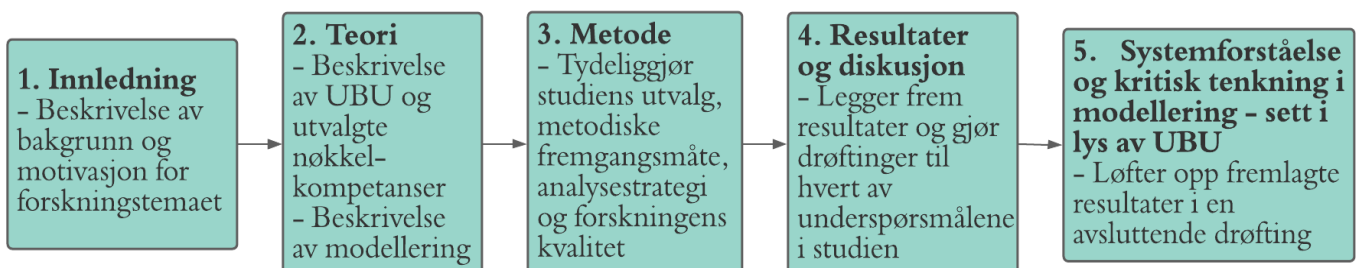 1. Innledning
- Beskrivelse av
bakgrunn og
motivasjon for
forskningstemaet
2. Teori
- Beskrivelse
av UBU og
utvalgte
nøkkel-
kompetanser
- Beskrivelse
av modellering
3. Metode
- Tydeliggjør
studiens utvalg,
metodiske
fremgangsmåte,
analysestrategi
og forskningens
kvalitet
4. Resultater
og diskusjon
- Legger frem
resultater og gjør
drøftinger til
hvert av
underspørsmålene
i studien
5. Systemforståelse
og kritisk tenkning i
modellering - sett i
lys av UBU
- Løfter opp fremlagte
resultater i en
avsluttende drøfting